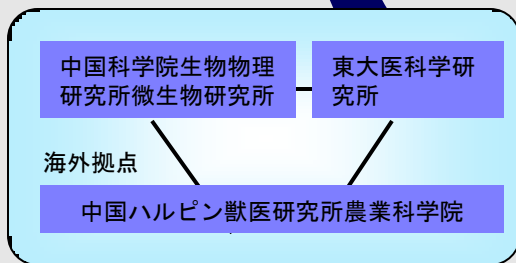 中国科学院生物物理
研究所微生物研究所
東大医科学研
究所
海外拠点
中国ハルピン獣医研究所農業科学院